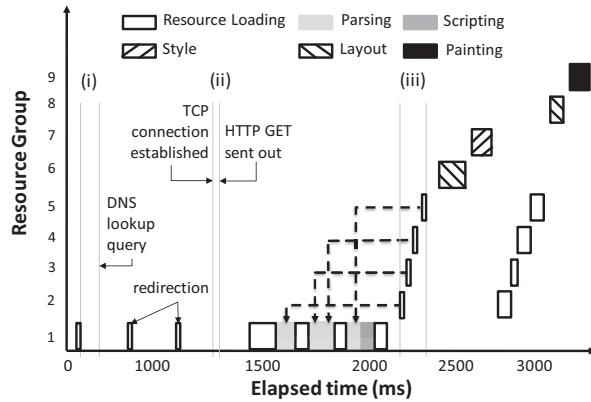 Resource Loading
Parsing
Scripting
Style
Layout
Painting
(i)
(ii)
(iii)
TCP
connection
established
HTTP GET
sent out
DNS
lookup
query
redirection
Resource Group
9
8
7
6
5
4
3
2
1
0
1000
1500
2000
2500
3000
Elapsed time (ms)